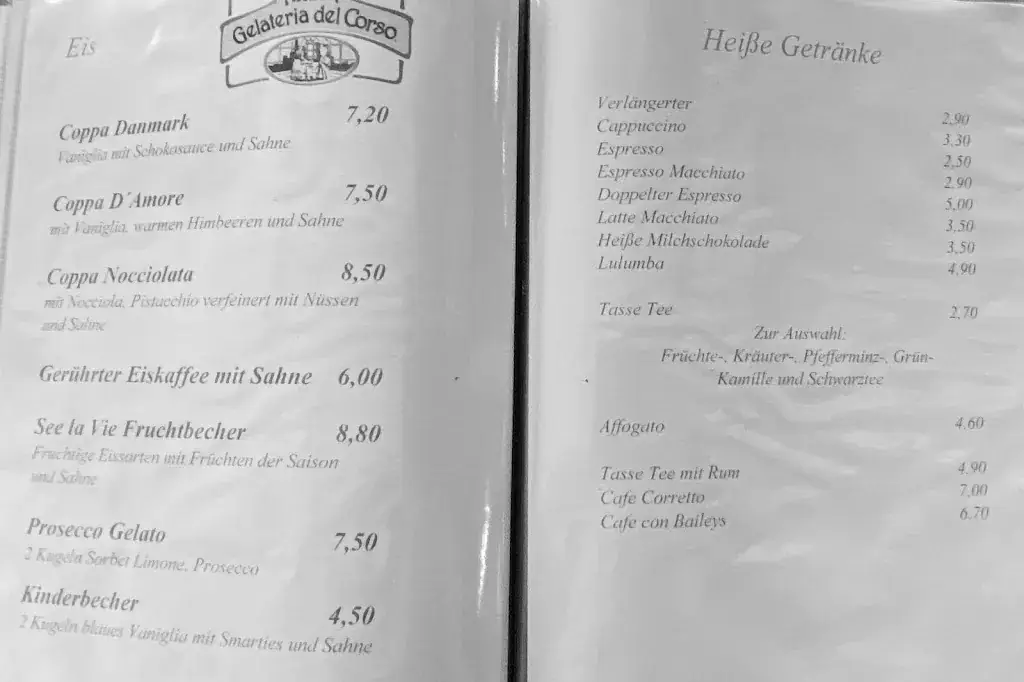 Gelateria del Corso
Eis
Coppa Danmark 7,20
Vaniglia mit Schokosauce und Sahne
Coppa D´Amore 7,50
mit Vaniglia, warmen Himbeeren und Sahne
Coppa Nocciolata 8,50
mit Nocciola, Pistacchio verfeinert mit Nüssen
und Sahne
Gerührter Eiskaffee mit Sahne 6,00
See la Vie Fruchtbecher 8,80
Fruchtige Eissorten mit Früchten der Saison
und Sahne
Prosecco Gelato 7,50
2 Kugeln Sorbet Limone, Prosecco
Kinderbecher 4,50
2 Kugeln blaues Vaniglia mit Smarties und Sahne
Heiße Getränke
Verlängerter 2,90
Cappuccino 3,30
Espresso 2,50
Espresso Macchiato 2,90
Doppelter Espresso 5,00
Latte Macchiato 3,50
Heiße Milchschokolade 3,50
Lulumba 4,90
Tasse Tee 2,70
Zur Auswahl:
Früchte-, Kräuter-, Pfefferminz-, Grün-
Kamille und Schwarztee
Affogato 4,60
Tasse Tee mit Rum 4,90
Cafe Corretto 7,00
Cafe con Baileys 6,70